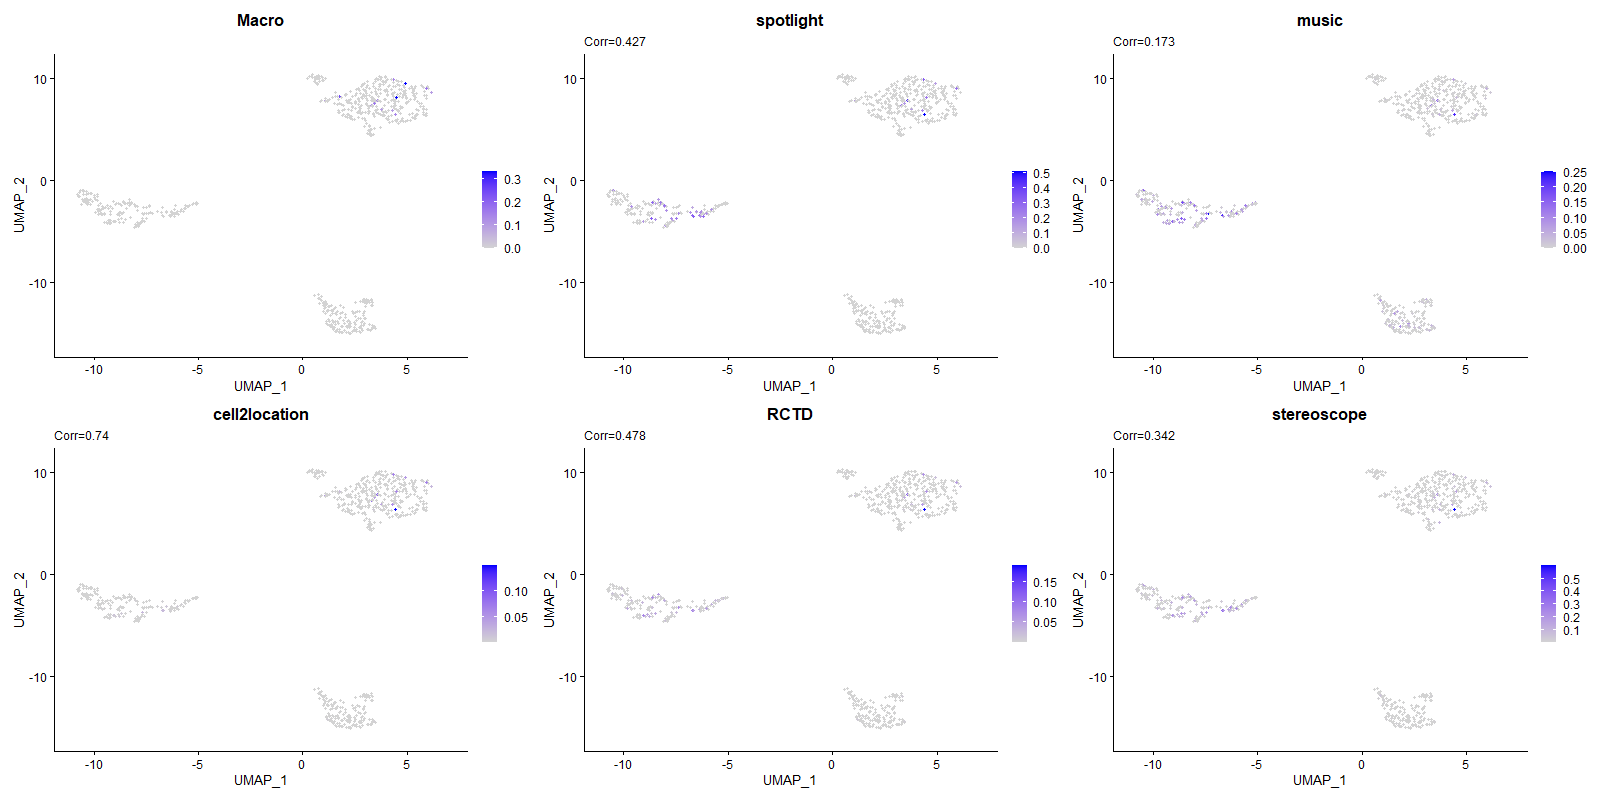 Macro
10
0
-10
UMAP_2
-10
-5
0
5
UMAP_1
0.3
0.2
0.1
0.0
spotlight
Corr=0.427
10
0
-10
UMAP_2
-10
-5
0
5
UMAP_1
0.5
0.4
0.3
0.2
0.1
0.0
music
Corr=0.173
10
0
-10
UMAP_2
-10
-5
0
5
UMAP_1
0.25
0.20
0.15
0.10
0.05
0.00
cell2location
Corr=0.74
10
0
-10
UMAP_2
-10
-5
0
5
UMAP_1
0.10
0.05
RCTD
Corr=0.478
10
0
-10
UMAP_2
-10
-5
0
5
UMAP_1
0.15
0.10
0.05
stereoscope
Corr=0.342
10
0
-10
UMAP_2
-10
-5
0
5
UMAP_1
0.5
0.4
0.3
0.2
0.1